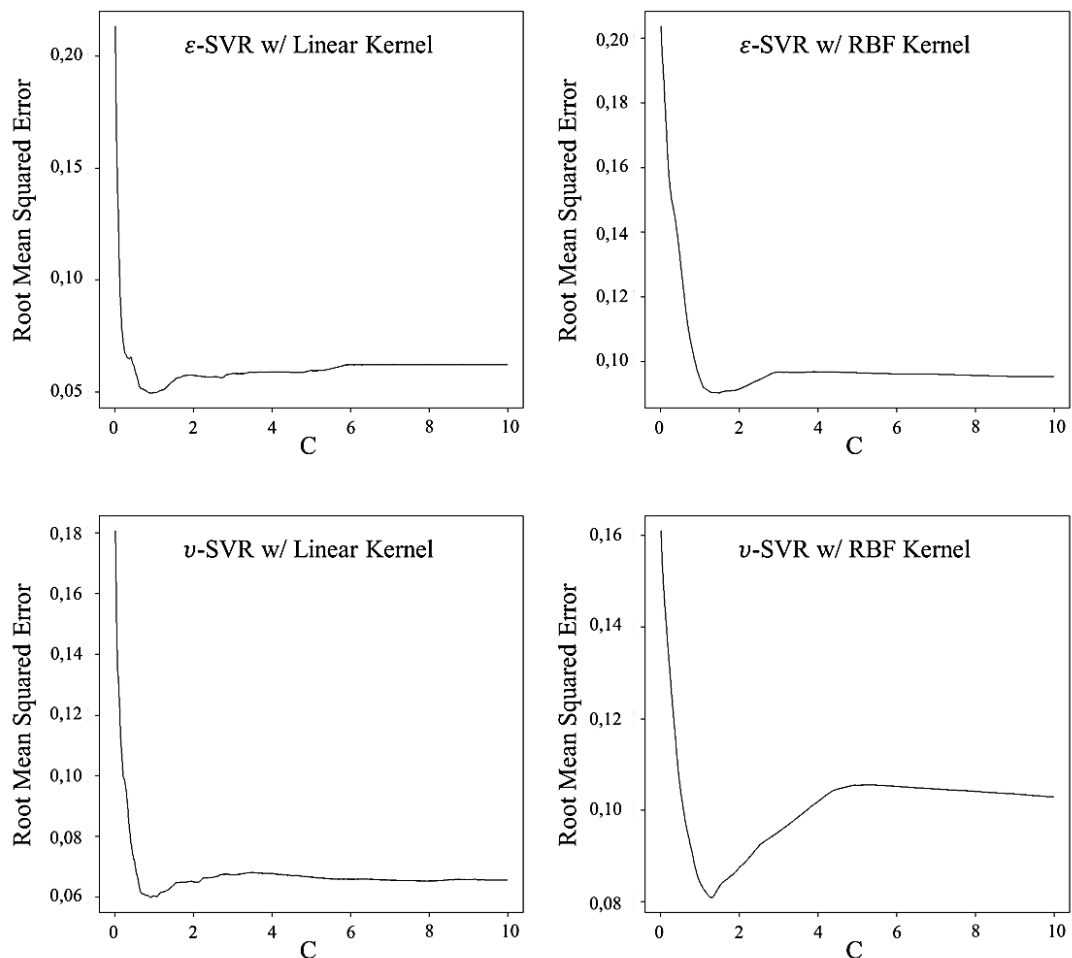 ε-SVR w/ Linear Kernel
Root Mean Squared Error
0,20
0,15
0,10
0,05
0 2 4 6 8 10
C
ε-SVR w/ RBF Kernel
Root Mean Squared Error
0,20
0,18
0,16
0,14
0,12
0,10
0 2 4 6 8 10
C
υ-SVR w/ Linear Kernel
Root Mean Squared Error
0,18
0,16
0,14
0,12
0,10
0,08
0,06
0 2 4 6 8 10
C
υ-SVR w/ RBF Kernel
Root Mean Squared Error
0,16
0,14
0,12
0,10
0,08
0 2 4 6 8 10
C